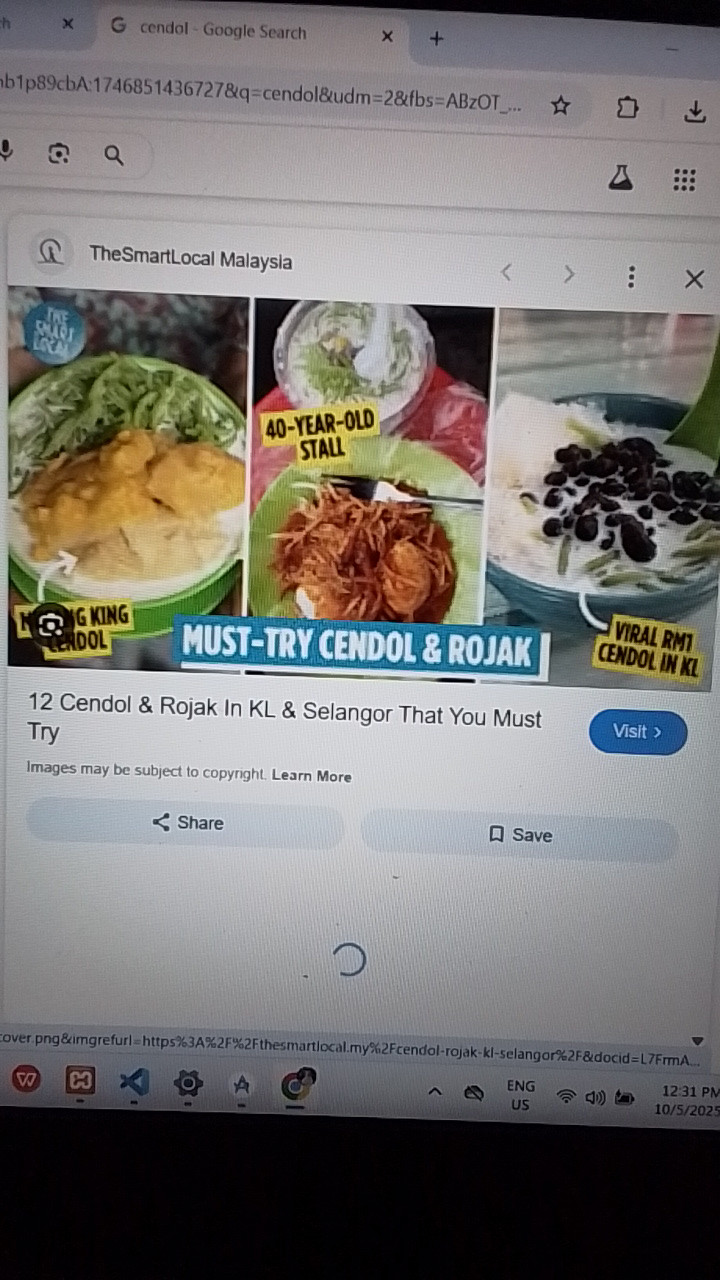 cendol - Google Search
nb1p89cbA:1746851436727&q=cendol&udm=2&fbs=ABzOT_...
TheSmartLocal Malaysia
THE
SMART
LOCAL
40-YEAR-OLD
STALL
G KING
NDOL
MUST-TRY CENDOL & ROJAK
VIRAL RM1
CENDOL IN KL
12 Cendol & Rojak In KL & Selangor That You Must
Try
Visit >
Images may be subject to copyright. Learn More
Share
Save
cover.png&imgrefurl=https%3A%2F%2Fthesmartlocal.my%2Fcendol-rojak-kl-selangor%2F&docid=L7FrmA...
ENG
US
12:31 PM
10/5/2025